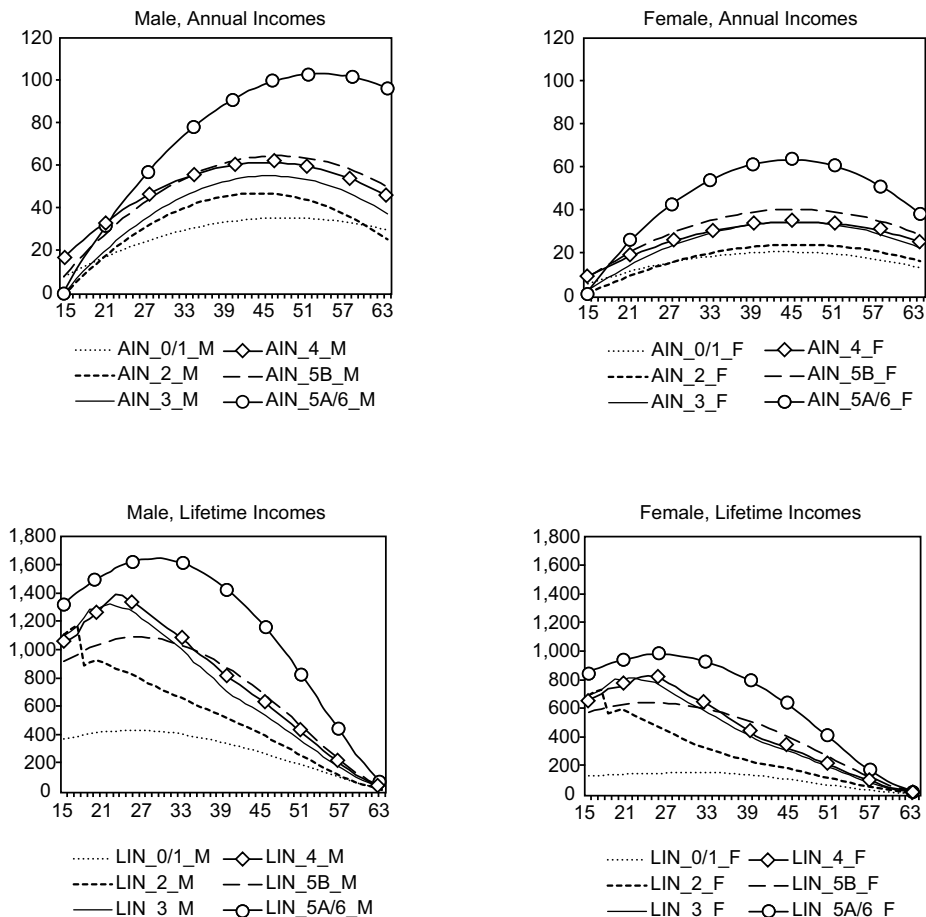 Male, Annual Incomes
120
100
80
60
40
20
0
15 21 27 33 39 45 51 57 63
AIN_0/1_M AIN_4_M
AIN_2_M AIN_5B_M
AIN_3_M AIN_5A/6_M
Female, Annual Incomes
120
100
80
60
40
20
0
15 21 27 33 39 45 51 57 63
AIN_0/1_F AIN_4_F
AIN_2_F AIN_5B_F
AIN_3_F AIN_5A/6_F
Male, Lifetime Incomes
1,800
1,600
1,400
1,200
1,000
800
600
400
200
0
15 21 27 33 39 45 51 57 63
LIN_0/1_M LIN_4_M
LIN_2_M LIN_5B_M
LIN_3_M LIN_5A/6_M
Female, Lifetime Incomes
1,800
1,600
1,400
1,200
1,000
800
600
400
200
0
15 21 27 33 39 45 51 57 63
LIN_0/1_F LIN_4_F
LIN_2_F LIN_5B_F
LIN_3_F LIN_5A/6_F